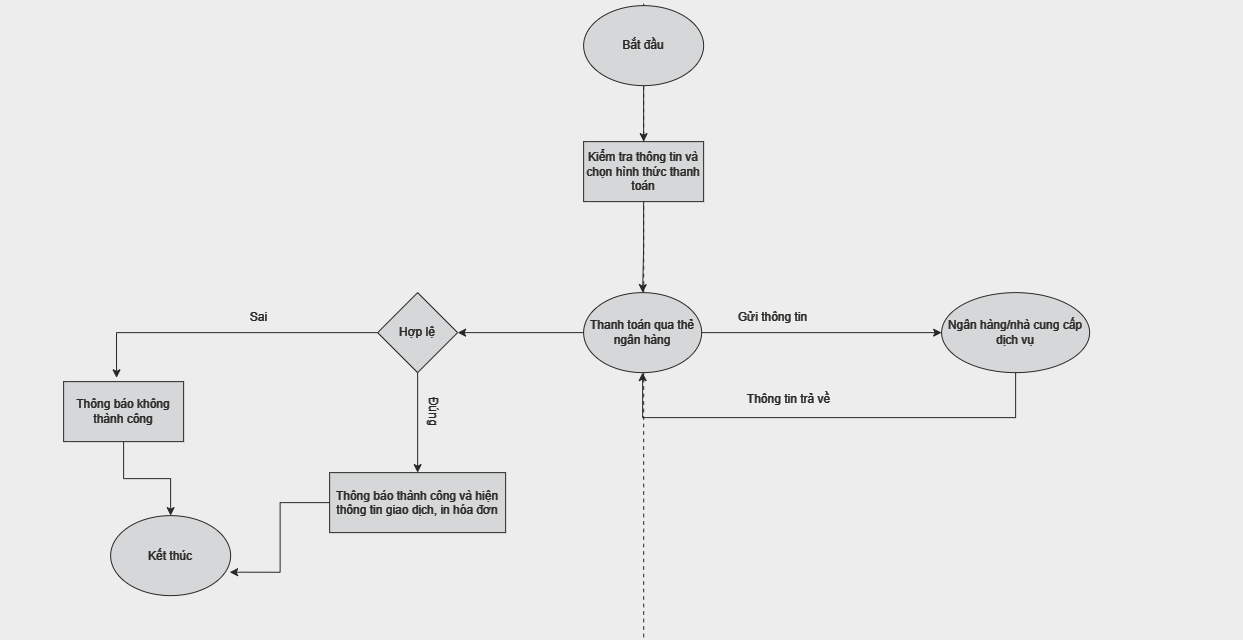 Bắt đầu
Kiểm tra thông tin và
chọn hình thức thanh
toán
Sai
Hợp lệ
Thanh toán qua thẻ
ngân hàng
Gửi thông tin
Ngân hàng/nhà cung cấp
dịch vụ
Thông tin trả về
Đúng
Thông báo không
thành công
Thông báo thành công và hiện
thông tin giao dịch, in hóa đơn
Kết thúc